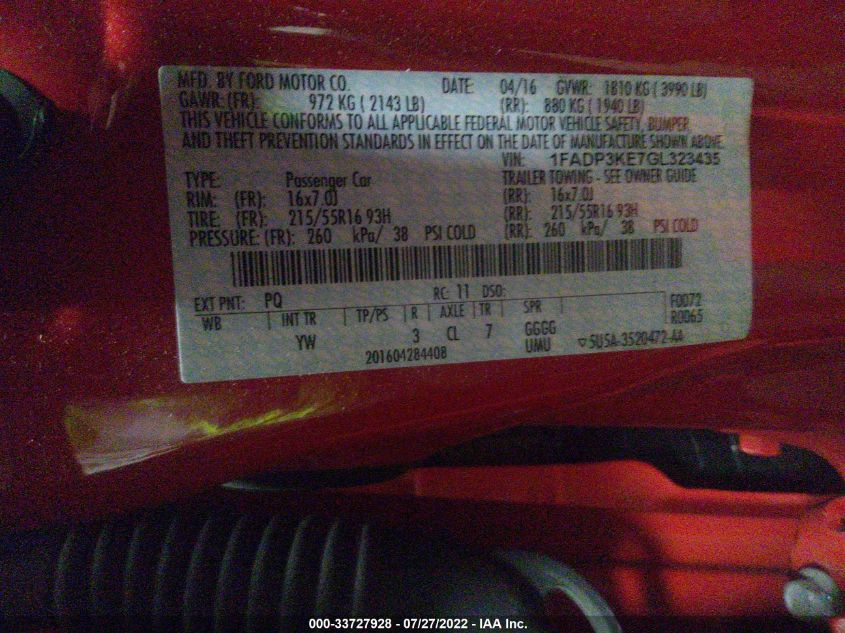 MFD. BY FORD MOTOR CO. DATE: 04/16 GVWR: 1810 KG ( 3990 LB)
GAWR: (FR): 972 KG ( 2143 LB) (RR): 880 KG ( 1940 LB)
THIS VEHICLE CONFORMS TO ALL APPLICABLE FEDERAL MOTOR VEHICLE SAFETY, BUMPER,
AND THEFT PREVENTION STANDARDS IN EFFECT ON THE DATE OF MANUFACTURE SHOWN ABOVE.
VIN: 1FADP3KE7GL323435
TYPE: Passenger Car TRAILER TOWING - SEE OWNER GUIDE
RIM: (FR): 16x7.0J (RR): 16x7.0J
TIRE: (FR): 215/55R16 93H (RR): 215/55R16 93H
PRESSURE: (FR): 260 kPa/ 38 PSI COLD (RR): 260 kPa/ 38 PSI COLD
EXT PNT: PQ RC: 11 DSO:
WB INT TR TP/PS R AXLE TR SPR F0072
R0065
YW 3 CL 7 GGGG
UMU ▽5U5A-3520472-AA
201604284408
000-33727928 - 07/27/2022 - IAA Inc.